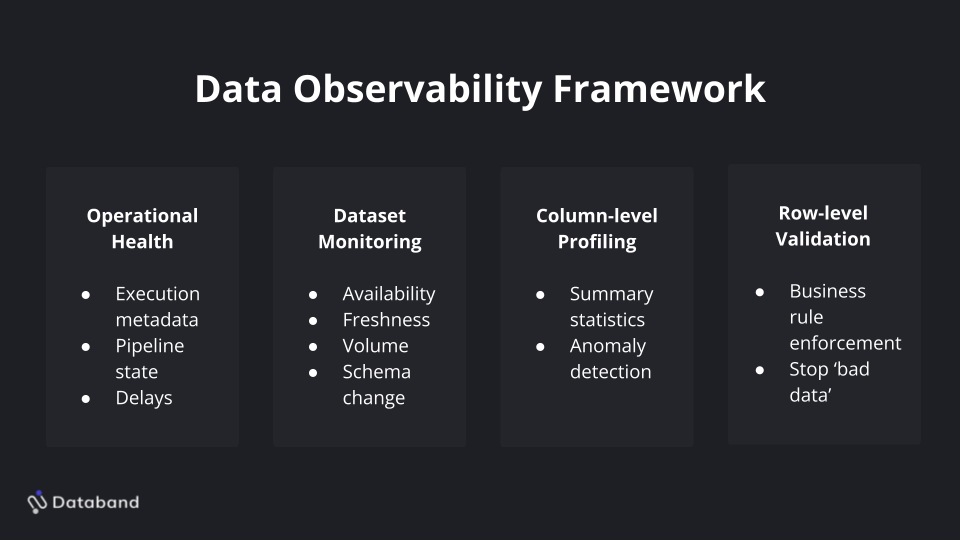 Data Observability Framework
Operational
Health
● Execution
metadata
● Pipeline
state
● Delays
Dataset
Monitoring
● Availability
● Freshness
● Volume
● Schema
change
Column-level
Profiling
● Summary
statistics
● Anomaly
detection
Row-level
Validation
● Business
rule
enforcement
● Stop ‘bad
data’
Databand